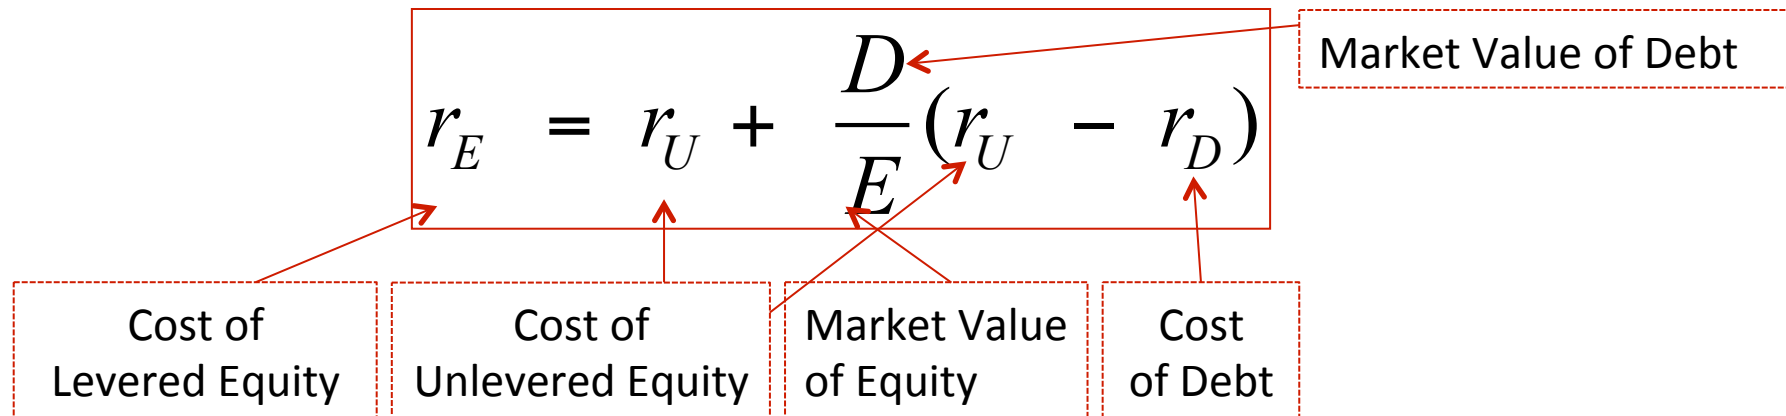 Market Value of Debt
r_E = r_U + D/E (r_U − r_D)
Cost of Levered Equity
Cost of Unlevered Equity
Market Value of Equity
Cost of Debt